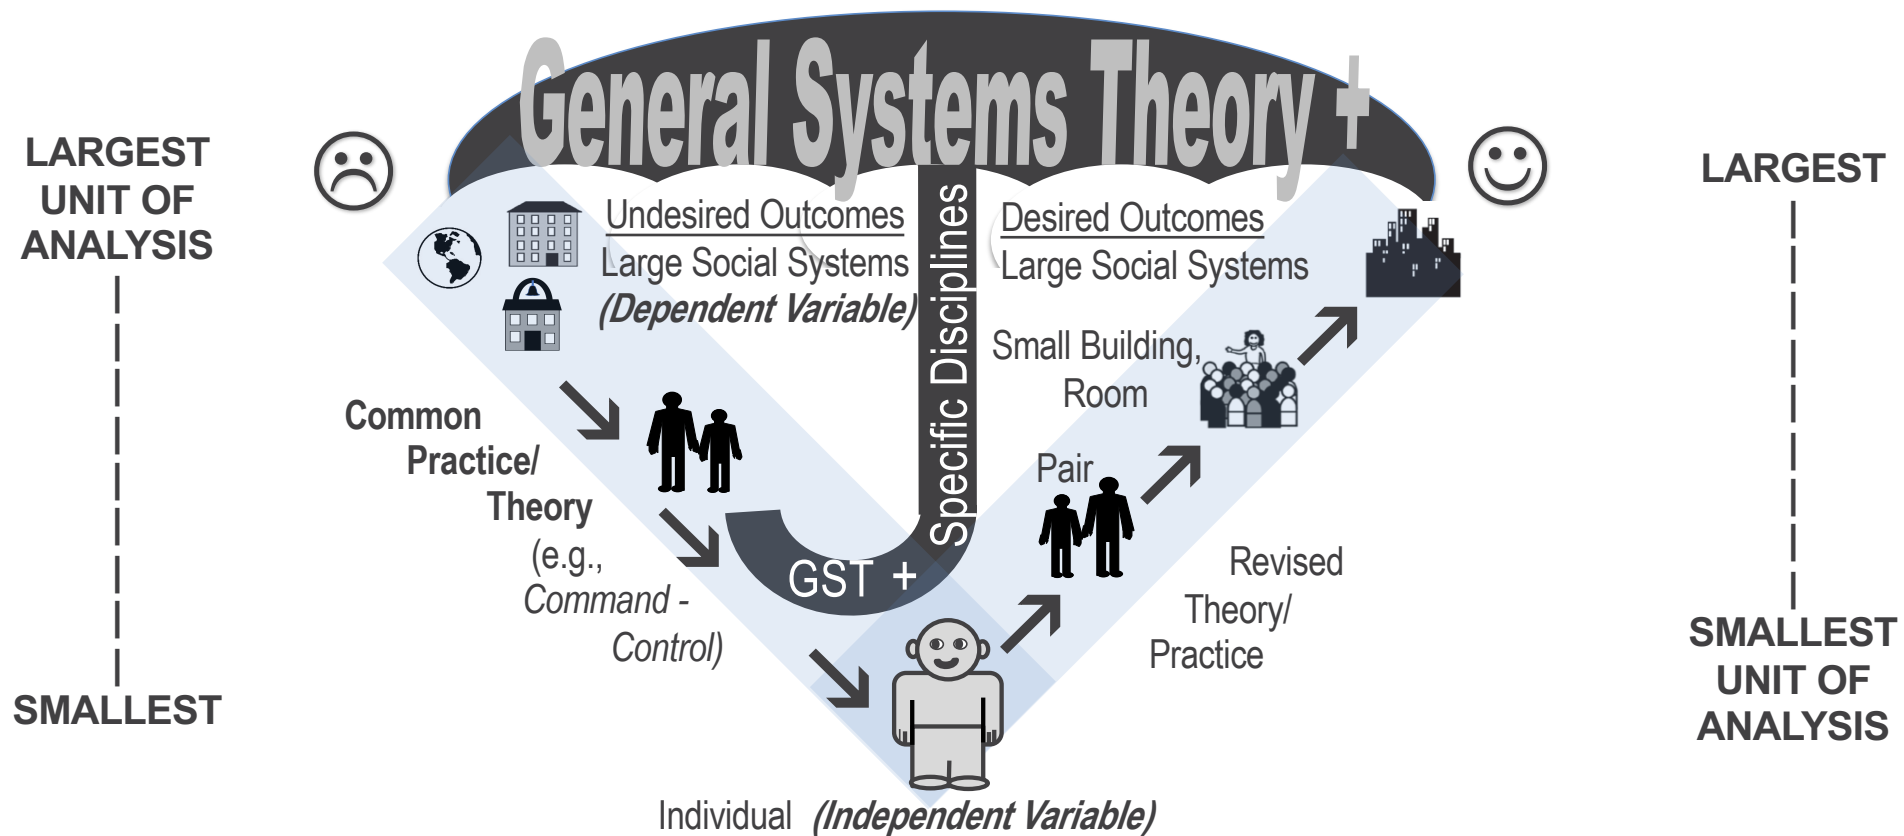 General Systems Theory +
LARGEST
UNIT OF
ANALYSIS
SMALLEST
Undesired Outcomes
Large Social Systems
(Dependent Variable)
Common
Practice/
Theory
(e.g.,
Command -
Control)
Specific Disciplines
GST +
Desired Outcomes
Large Social Systems
Small Building,
Room
Pair
Revised
Theory/
Practice
Individual (Independent Variable)
LARGEST
SMALLEST
UNIT OF
ANALYSIS